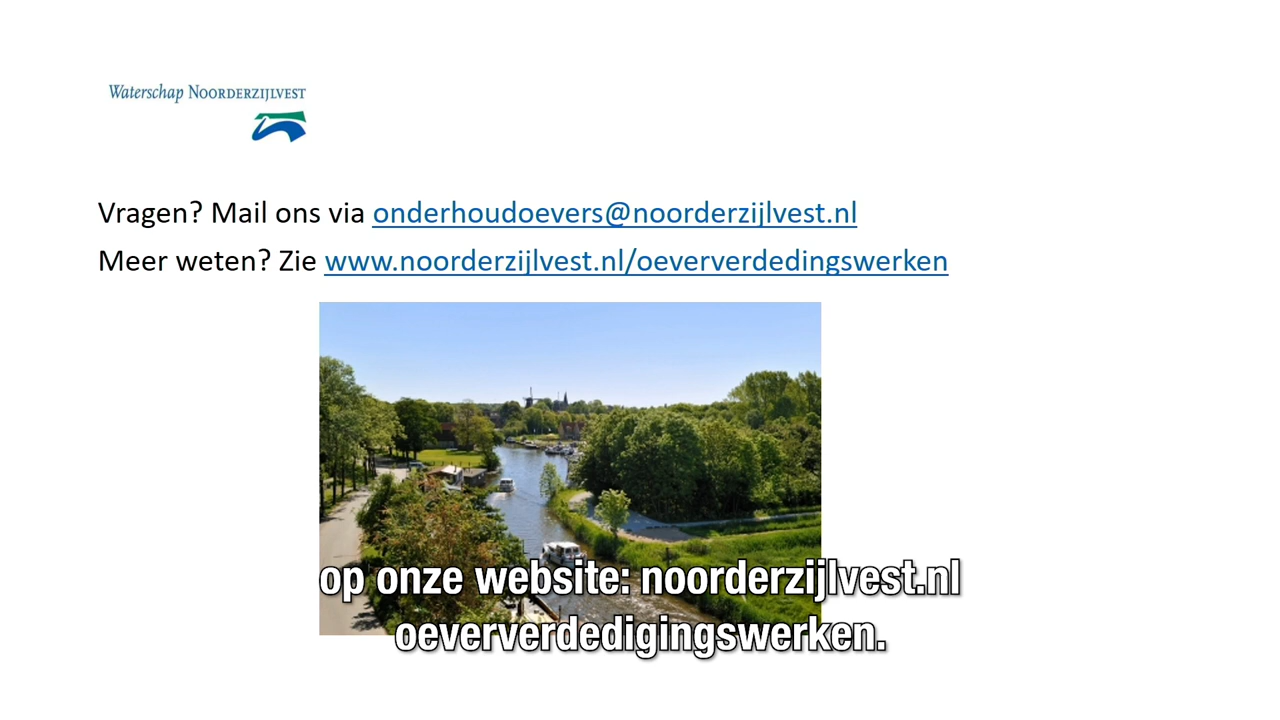 Waterschap NOORDERZIJLVEST
Vragen? Mail ons via onderhoudoevers@noorderzijlvest.nl
Meer weten? Zie www.noorderzijlvest.nl/oeververdedingswerken
op onze website: noorderzijlvest.nl
oeververdedigingswerken.